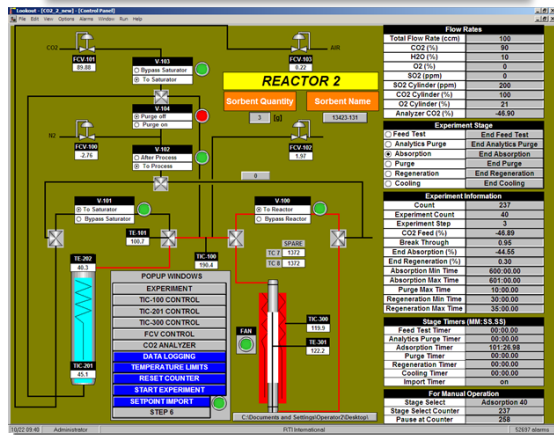 Lookout - [CO2_2_new] - [Control Panel]
File Edit View Options Alarms Window Run Help
CO2
FCV-101
89.88
V-103
Bypass Saturator
To Saturator
FCV-103
0.22
AIR
V-104
Purge off
Purge on
REACTOR 2
Sorbent Quantity
Sorbent Name
3 [g]
13423-131
N2
FCV-100
-2.76
V-102
After Process
To Process
FCV-102
1.97
9
V-101
To Saturator
Bypass Saturator
V-100
To Reactor
Bypass Reactor
TE-101
100.7
TIC-100
190.4
SPARE
TC 7 1372
TC 8 1372
TE-202
40.3
TIC-201
45.1
POPUP WINDOWS
EXPERIMENT
TIC-100 CONTROL
TIC-201 CONTROL
TIC-300 CONTROL
FCV CONTROL
CO2 ANALYZER
DATA LOGGING
TEMPERATURE LIMITS
RESET COUNTER
START EXPERIMENT
SETPOINT IMPORT
STEP 6
FAN
TIC-300
119.9
TE-301
122.2
C:\Documents and Settings\Operator2\Desktop\
Flow Rates
Total Flow Rate (ccm) 100
CO2 (%) 90
H2O (%) 10
O2 (%) 0
SO2 (ppm) 0
SO2 Cylinder (ppm) 200
CO2 Cylinder (%) 100
O2 Cylinder (%) 21
Analyzer CO2 (%) -46.90
Experiment Stage
Feed Test End Feed Test
Analytics Purge End Analytics Purge
Absorption End Absorption
Purge End Purge
Regeneration End Regeneration
Cooling End Cooling
Experiment Information
Count 237
Experiment Count 40
Experiment Step 3
CO2 Feed (%) -46.89
Break Through 0.95
End Absorption (%) -44.55
End Regeneration (%) 0.30
Absorption Min Time 600:00.00
Absorption Max Time 601:00.00
Purge Max Time 10:00.00
Regeneration Min Time 30:00.00
Regeneration Max Time 35:00.00
Stage Timers (MM:SS.SS)
Feed Test Timer 00:00.00
Analytics Purge Timer 00:00.00
Adsorption Timer 101:26.98
Purge Timer 00:00.00
Regeneration Timer 00:00.00
Cooling Timer 00:00.00
Import Timer on
For Manual Operation
Stage Select Adsorption 40
Stage Select Counter 237
Pause at Counter 258
10/22 09:40 Administrator RTI International 52697 alarms